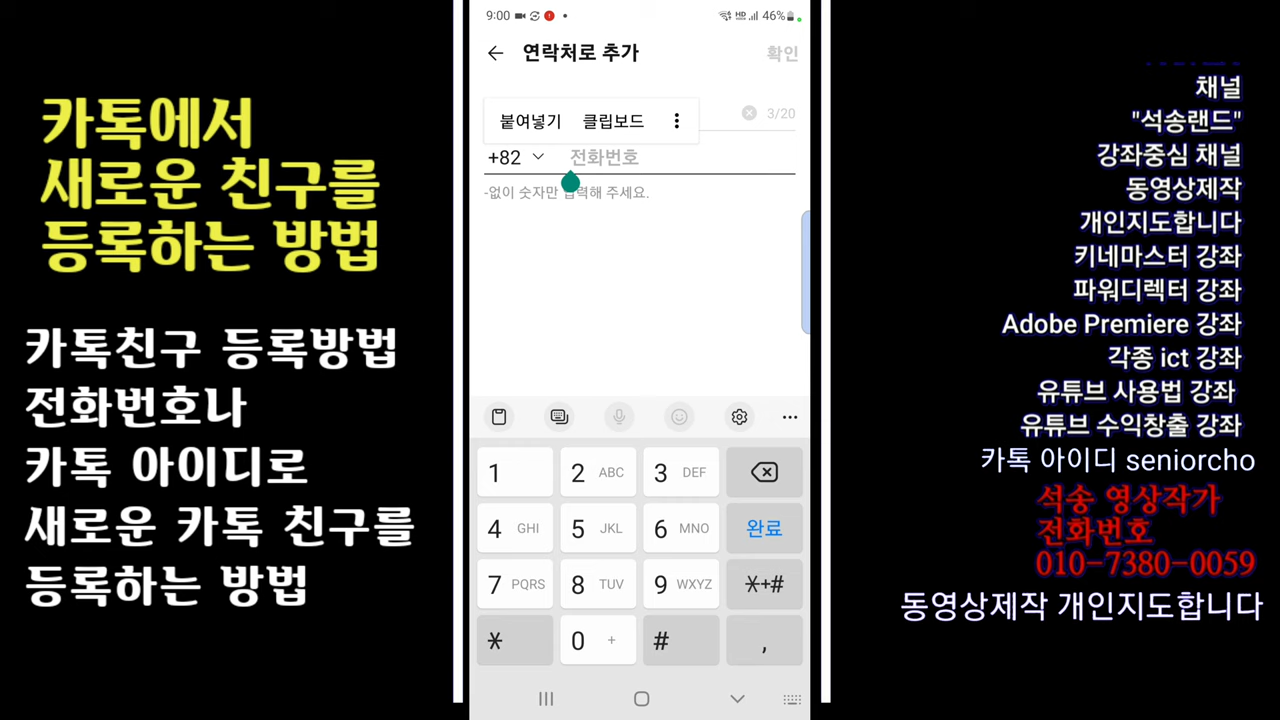 카톡에서
새로운 친구를
등록하는 방법
카톡친구 등록방법
전화번호나
카톡 아이디로
새로운 카톡 친구를
등록하는 방법
9:00 46%
연락처로 추가 확인
붙여넣기 클립보드 3/20
+82 전화번호
-없이 숫자만 입력해 주세요.
1 2 ABC 3 DEF
4 GHI 5 JKL 6 MNO 완료
7 PQRS 8 TUV 9 WXYZ *+#
* 0 + # ,
채널
"석송랜드"
강좌중심 채널
동영상제작
개인지도합니다
키네마스터 강좌
파워디렉터 강좌
Adobe Premiere 강좌
각종 ict 강좌
유튜브 사용법 강좌
유튜브 수익창출 강좌
카톡 아이디 seniorcho
석송 영상작가
전화번호
010-7380-0059
동영상제작 개인지도합니다